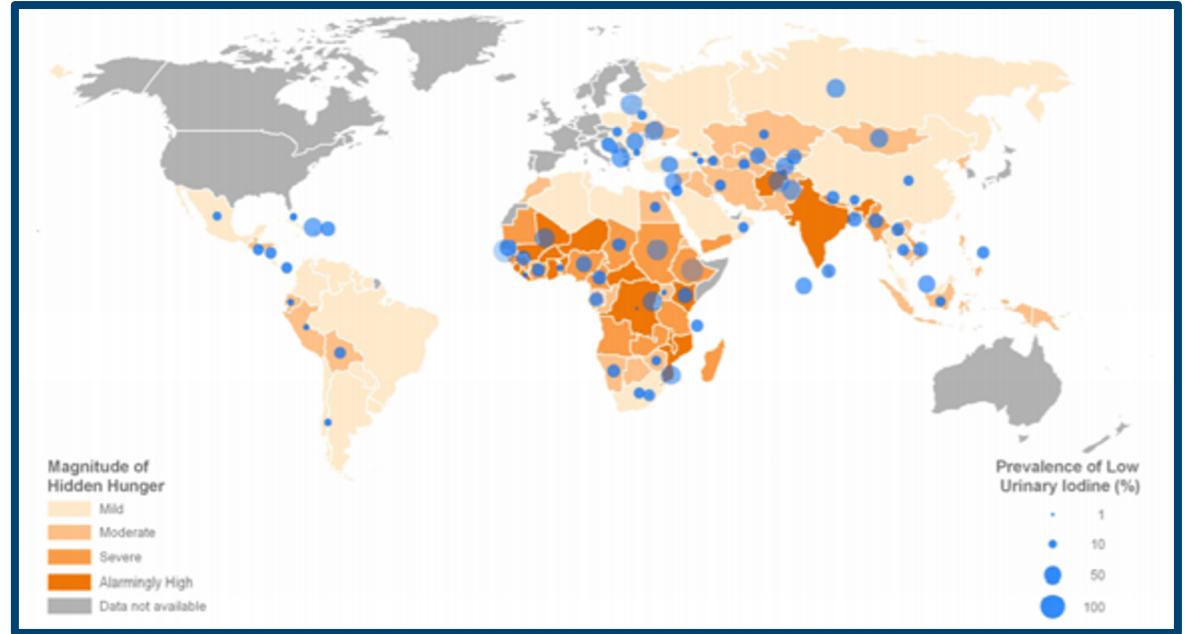 Magnitude of
Hidden Hunger
Mild
Moderate
Severe
Alarmingly High
Data not available
Prevalence of Low
Urinary Iodine (%)
1
10
50
100